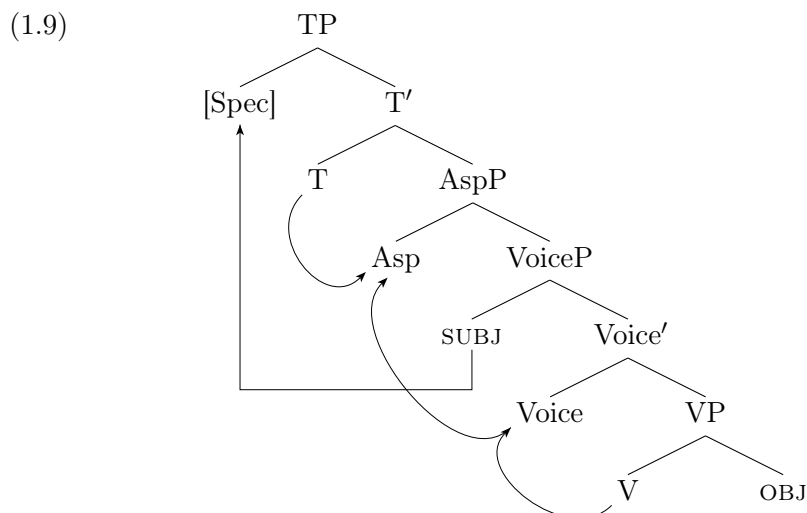 (1.9) TP
[Spec] T′
T AspP
Asp VoiceP
SUBJ Voice′
Voice VP
V OBJ